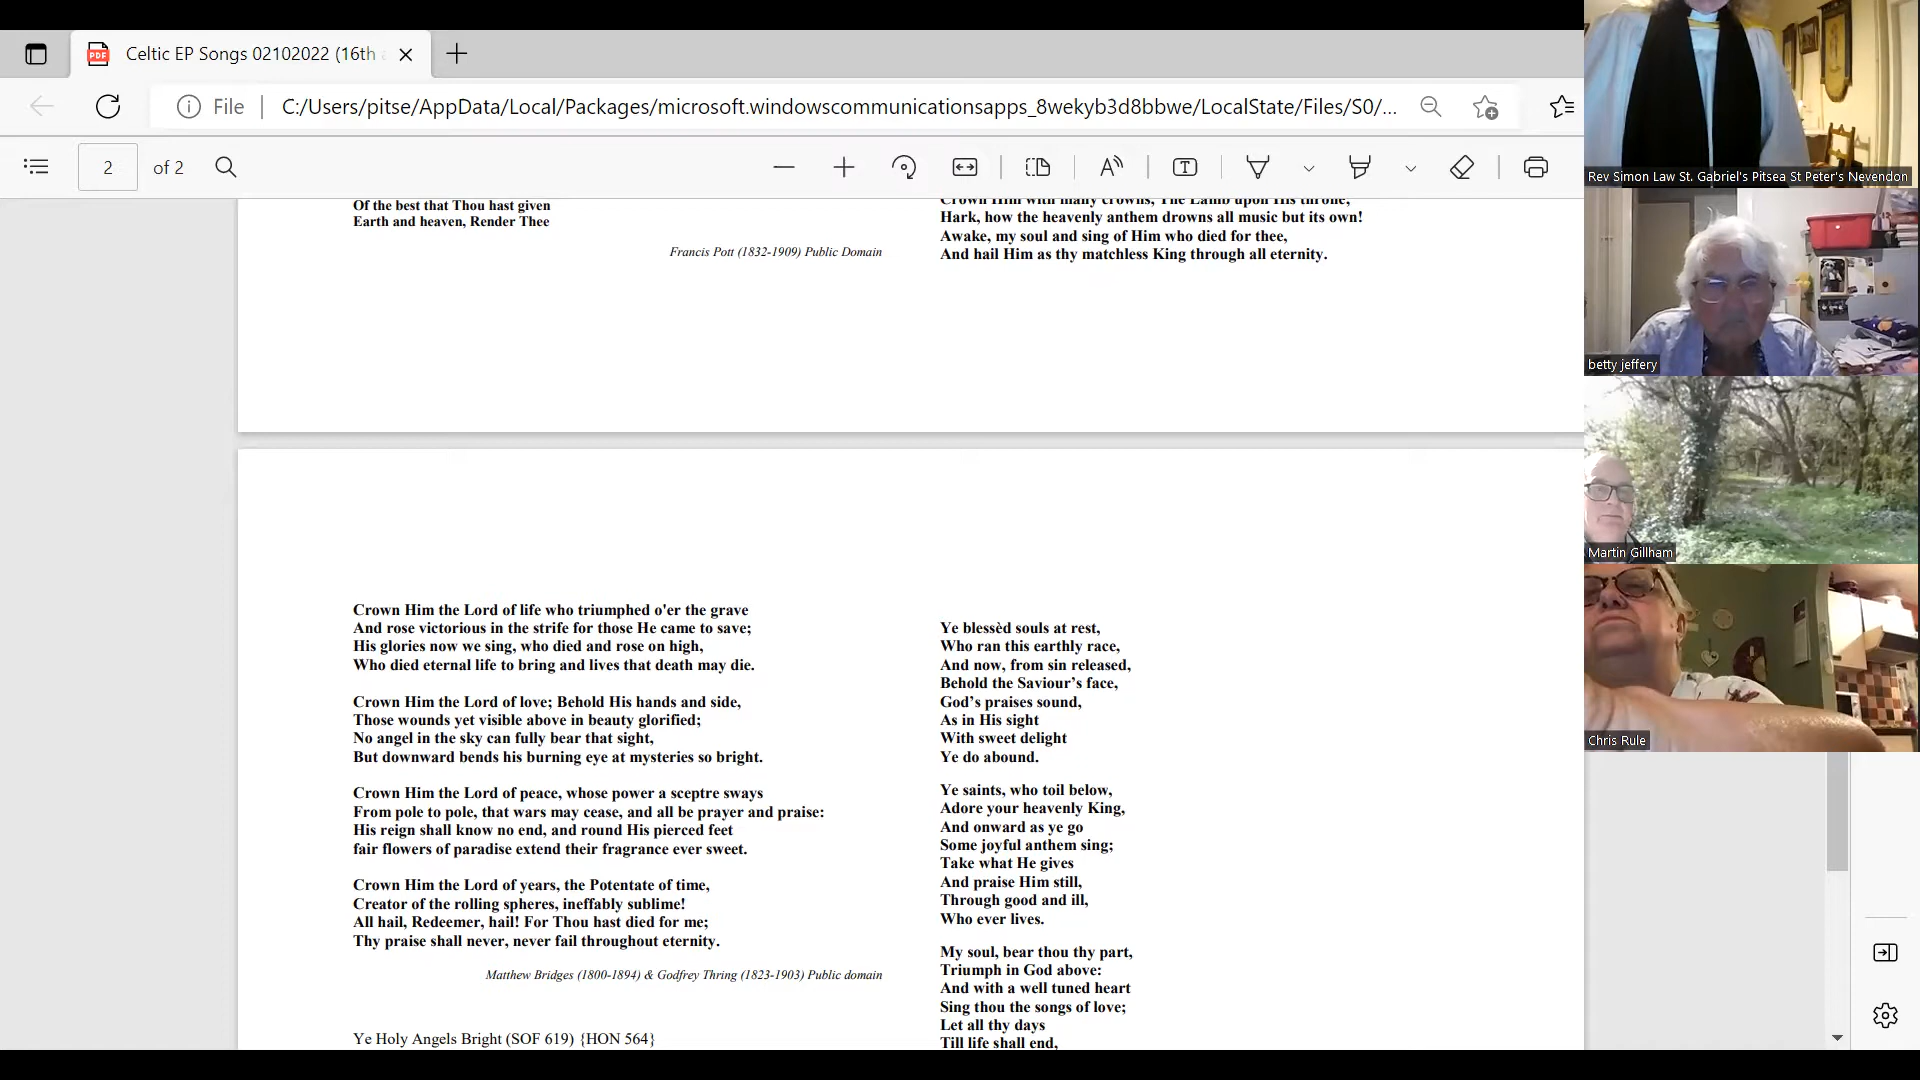 Celtic EP Songs 02102022 (16th a
File
C:/Users/pitse/AppData/Local/Packages/microsoft.windowscommunicationsapps_8wekyb3d8bbwe/LocalState/Files/S0/...
2 of 2
Of the best that Thou hast given
Earth and heaven, Render Thee
Francis Pott (1832-1909) Public Domain
Crown Him with many crowns, The Lamb upon His throne,
Hark, how the heavenly anthem drowns all music but its own!
Awake, my soul and sing of Him who died for thee,
And hail Him as thy matchless King through all eternity.
Crown Him the Lord of life who triumphed o'er the grave
And rose victorious in the strife for those He came to save;
His glories now we sing, who died and rose on high,
Who died eternal life to bring and lives that death may die.
Crown Him the Lord of love; Behold His hands and side,
Those wounds yet visible above in beauty glorified;
No angel in the sky can fully bear that sight,
But downward bends his burning eye at mysteries so bright.
Crown Him the Lord of peace, whose power a sceptre sways
From pole to pole, that wars may cease, and all be prayer and praise:
His reign shall know no end, and round His pierced feet
fair flowers of paradise extend their fragrance ever sweet.
Crown Him the Lord of years, the Potentate of time,
Creator of the rolling spheres, ineffably sublime!
All hail, Redeemer, hail! For Thou hast died for me;
Thy praise shall never, never fail throughout eternity.
Matthew Bridges (1800-1894) & Godfrey Thring (1823-1903) Public domain
Ye Holy Angels Bright (SOF 619) {HON 564}
Ye blessèd souls at rest,
Who ran this earthly race,
And now, from sin released,
Behold the Saviour’s face,
God’s praises sound,
As in His sight
With sweet delight
Ye do abound.
Ye saints, who toil below,
Adore your heavenly King,
And onward as ye go
Some joyful anthem sing;
Take what He gives
And praise Him still,
Through good and ill,
Who ever lives.
My soul, bear thou thy part,
Triumph in God above:
And with a well tuned heart
Sing thou the songs of love;
Let all thy days
Till life shall end,
Rev Simon Law St. Gabriel's Pitsea St Peter's Nevendon
betty jeffery
Martin Gillham
Chris Rule